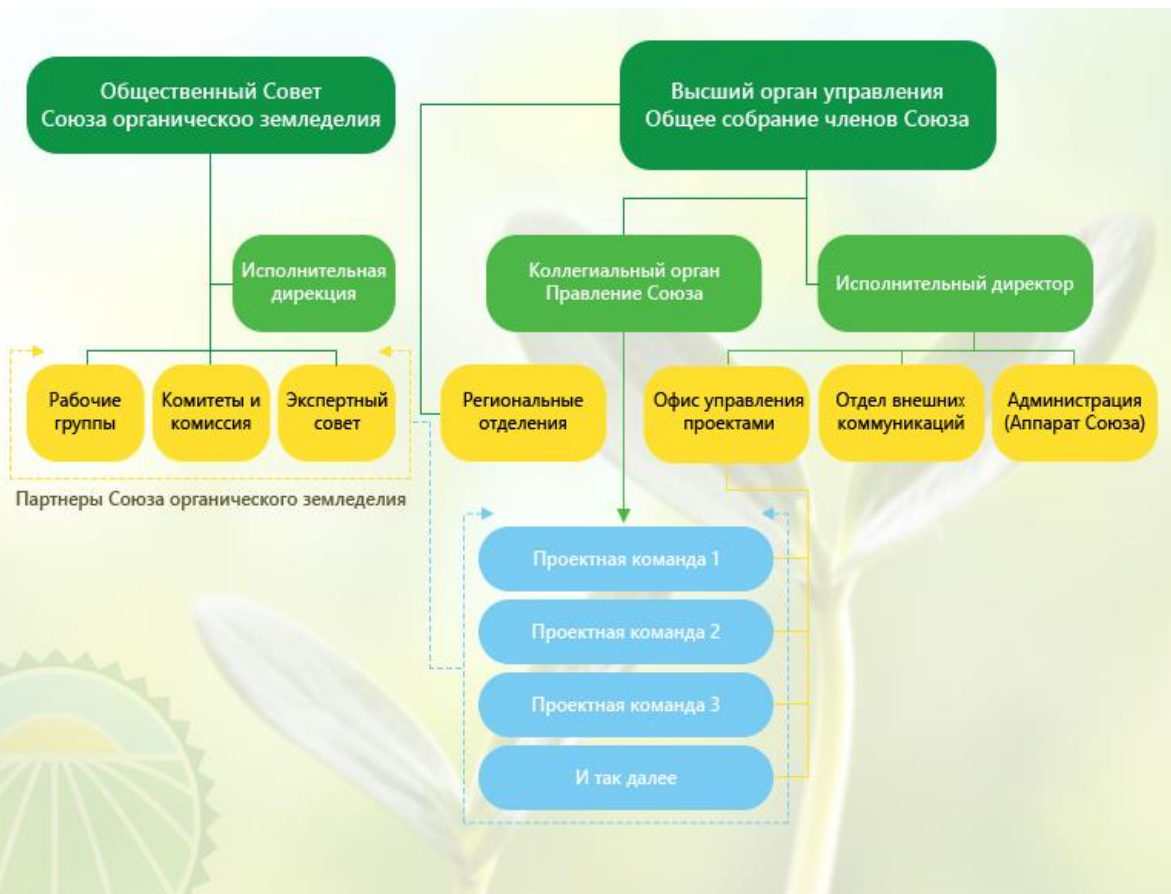 Общественный Совет
Союза органическоо земледелия
Высший орган управления
Общее собрание членов Союза
Исполнительная
дирекция
Коллегиальный орган
Правление Союза
Исполнительный директор
Рабочие
группы
Комитеты и
комиссия
Экспертный
совет
Региональные
отделения
Офис управления
проектами
Отдел внешних
коммуникаций
Администрация
(Аппарат Союза)
Партнеры Союза органического земледелия
Проектная команда 1
Проектная команда 2
Проектная команда 3
И так далее